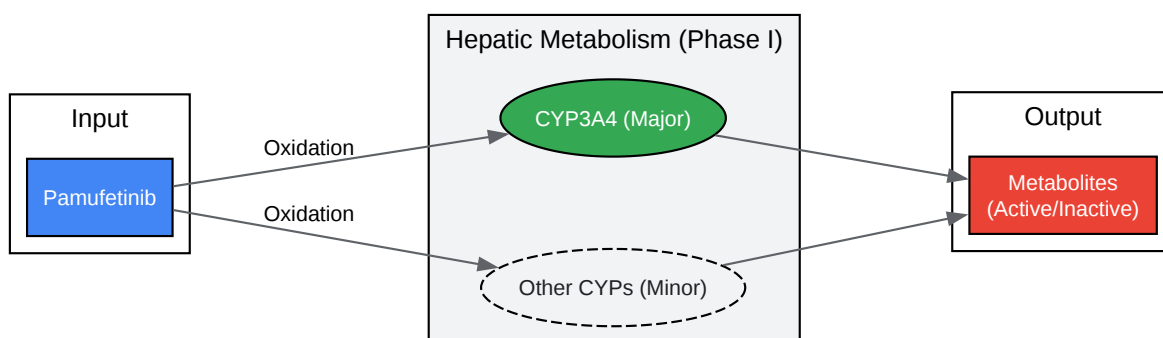 Hepatic Metabolism (Phase I)
Input
Pamufetinib
Oxidation
Oxidation
CYP3A4 (Major)
Other CYPs (Minor)
Output
Metabolites
(Active/Inactive)